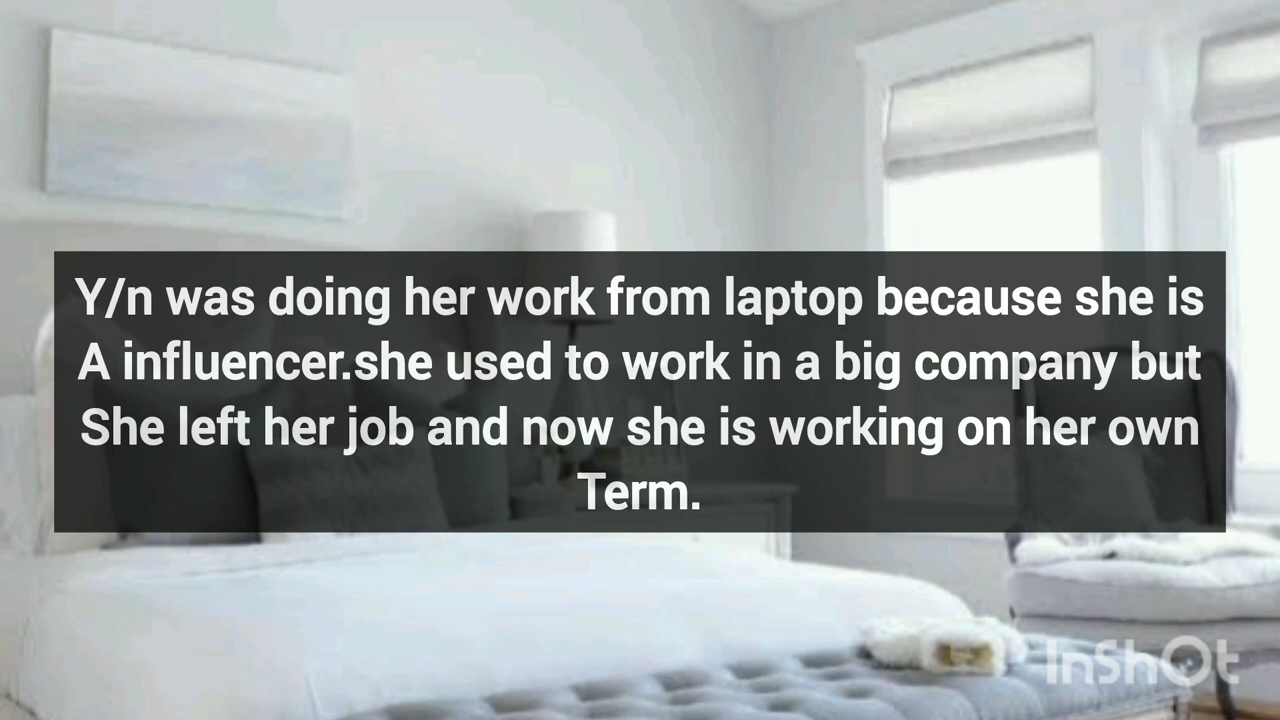 Y/n was doing her work from laptop because she is
A influencer.she used to work in a big company but
She left her job and now she is working on her own
Term.
InShOt